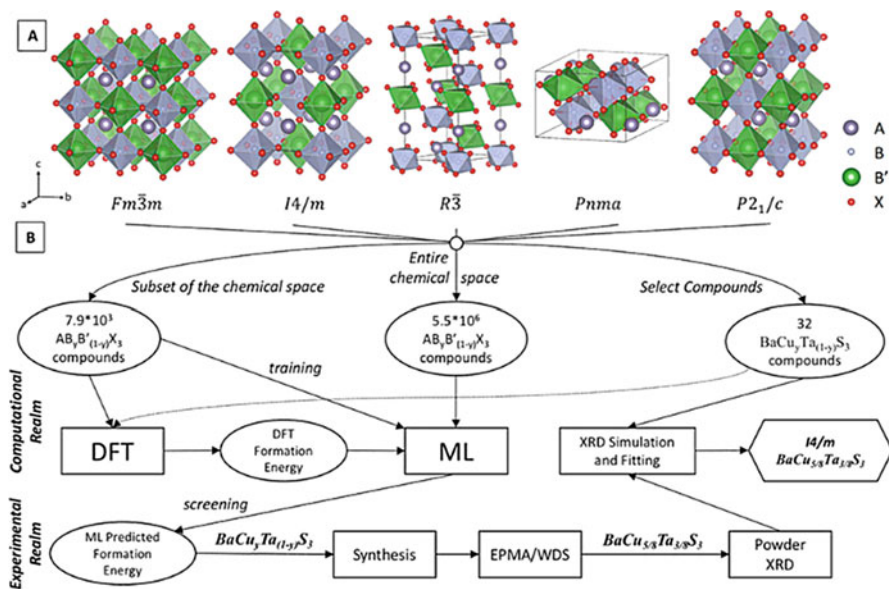 A
A
B
B'
X
c
a
b
Fm3̄m
I4/m
R3̄
Pnma
P2₁/c
B
Subset of the chemical space
Entire
chemical space
Select Compounds
7.9*10³
AB_yB'_(1-y)X₃
compounds
5.5*10⁶
AB_yB'_(1-y)X₃
compounds
32
BaCu_yTa_(1-y)S₃
compounds
training
Computational
Realm
DFT
DFT
Formation
Energy
ML
XRD Simulation
and Fitting
I4/m
BaCu_5/8Ta_3/8S₃
screening
Experimental
Realm
ML Predicted
Formation
Energy
BaCu_yTa_(1-y)S₃
Synthesis
EPMA/WDS
BaCu_5/8Ta_3/8S₃
Powder
XRD